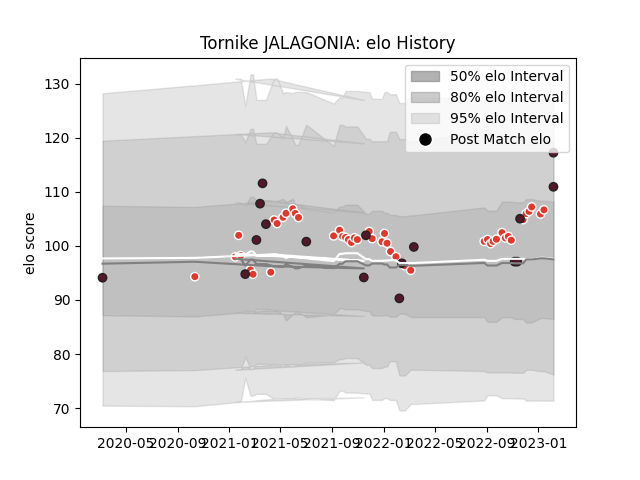 Tornike JALAGONIA: elo History
50% elo Interval
80% elo Interval
95% elo Interval
Post Match elo
elo score
130
120
110
100
90
80
70
2020-05 2020-09 2021-01 2021-05 2021-09 2022-01 2022-05 2022-09 2023-01